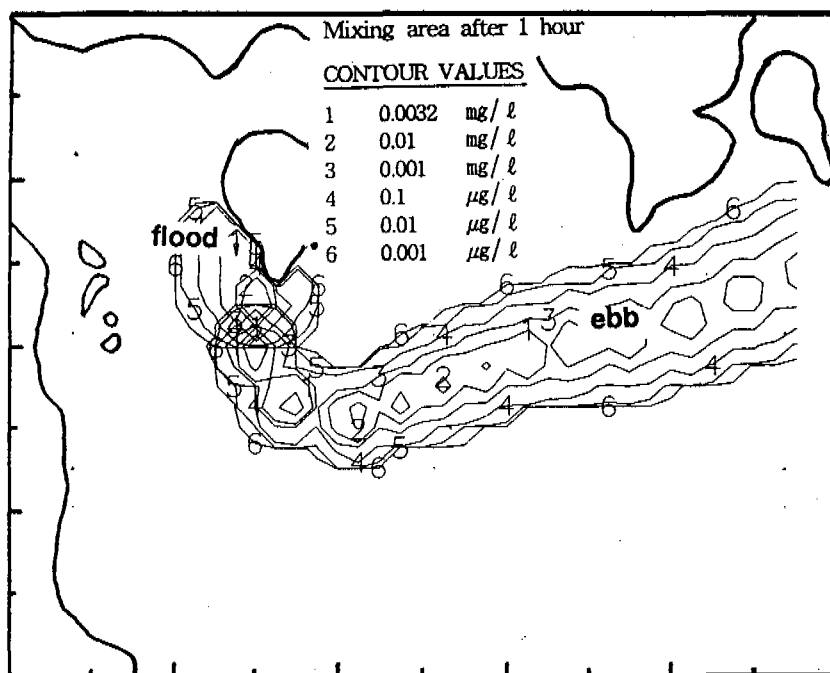 Mixing area after 1 hour
CONTOUR VALUES
1 0.0032 mg/ℓ
2 0.01 mg/ℓ
3 0.001 mg/ℓ
4 0.1 μg/ℓ
5 0.01 μg/ℓ
6 0.001 μg/ℓ
flood
ebb